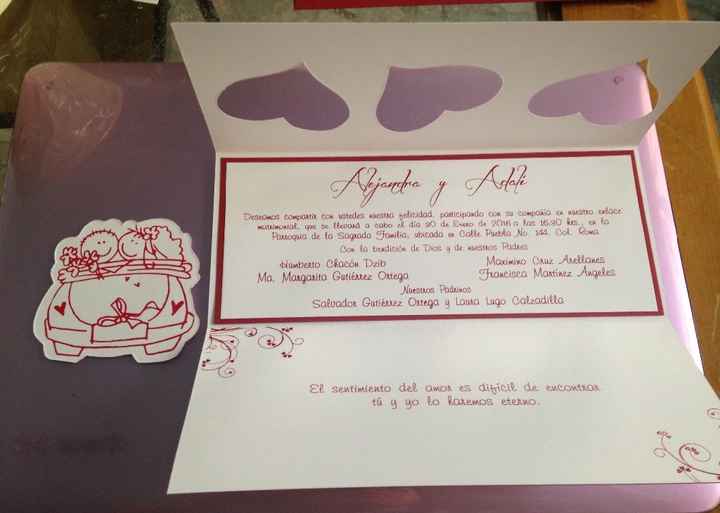 Alejandra y Adalí
Deseamos compartir con ustedes nuestra felicidad, participando con su compañía en nuestro enlace
matrimonial, que se llevará a cabo el día 30 de Enero de 2016 a las 16.30 hrs., en la
Parroquia de la Sagrada Familia, ubicada en Calle Puebla No. 144. Col. Roma
Con la bendición de Dios y de nuestros Padres
Humberto Chacón Dzib Maximino Cruz Arellanes
Ma. Margarita Gutiérrez Ortega Francisca Martínez Ángeles
Nuestros Padrinos
Salvador Gutiérrez Ortega y Laura Lugo Calzadilla
El sentimiento del amor es difícil de encontrar
tú y yo lo haremos eterno.